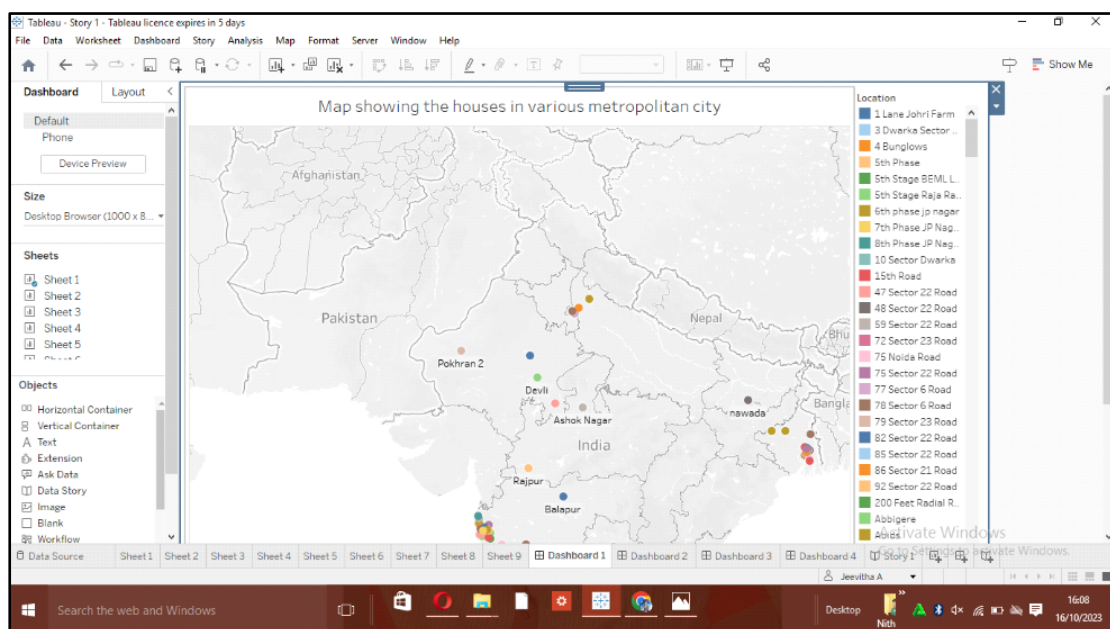 Tableau - Story 1 - Tableau licence expires in 5 days
File Data Worksheet Dashboard Story Analysis Map Format Server Window Help
Show Me
Dashboard Layout
Default
Phone
Device Preview
Size
Desktop Browser (1000 x 8...
Sheets
Sheet 1
Sheet 2
Sheet 3
Sheet 4
Sheet 5
Objects
Horizontal Container
Vertical Container
Text
Extension
Ask Data
Data Story
Image
Blank
Workflow
Map showing the houses in various metropolitan city
Afghanistan
Pakistan
Nepal
Bhu
Pokhran 2
Devli
nawada
Bangla
Ashok Nagar
India
Rajpur
Balapur
Location
1 Lane Johri Farm
3 Dwarka Sector ..
4 Bunglows
5th Phase
5th Stage BEML L..
5th Stage Raja Ra..
6th phase jp nagar
7th Phase JP Nag..
8th Phase JP Nag..
10 Sector Dwarka
15th Road
47 Sector 22 Road
48 Sector 22 Road
59 Sector 22 Road
72 Sector 23 Road
75 Noida Road
75 Sector 22 Road
77 Sector 6 Road
78 Sector 6 Road
79 Sector 23 Road
82 Sector 22 Road
85 Sector 22 Road
86 Sector 21 Road
92 Sector 22 Road
200 Feet Radial R..
Abbigere
Activate Windows
Go to Settings to activate Windows.
Data Source Sheet 1 Sheet 2 Sheet 3 Sheet 4 Sheet 5 Sheet 6 Sheet 7 Sheet 8 Sheet 9 Dashboard 1 Dashboard 2 Dashboard 3 Dashboard 4 Story 1
Jeevitha A
Search the web and Windows
Desktop
Nith
16:08
16/10/2023